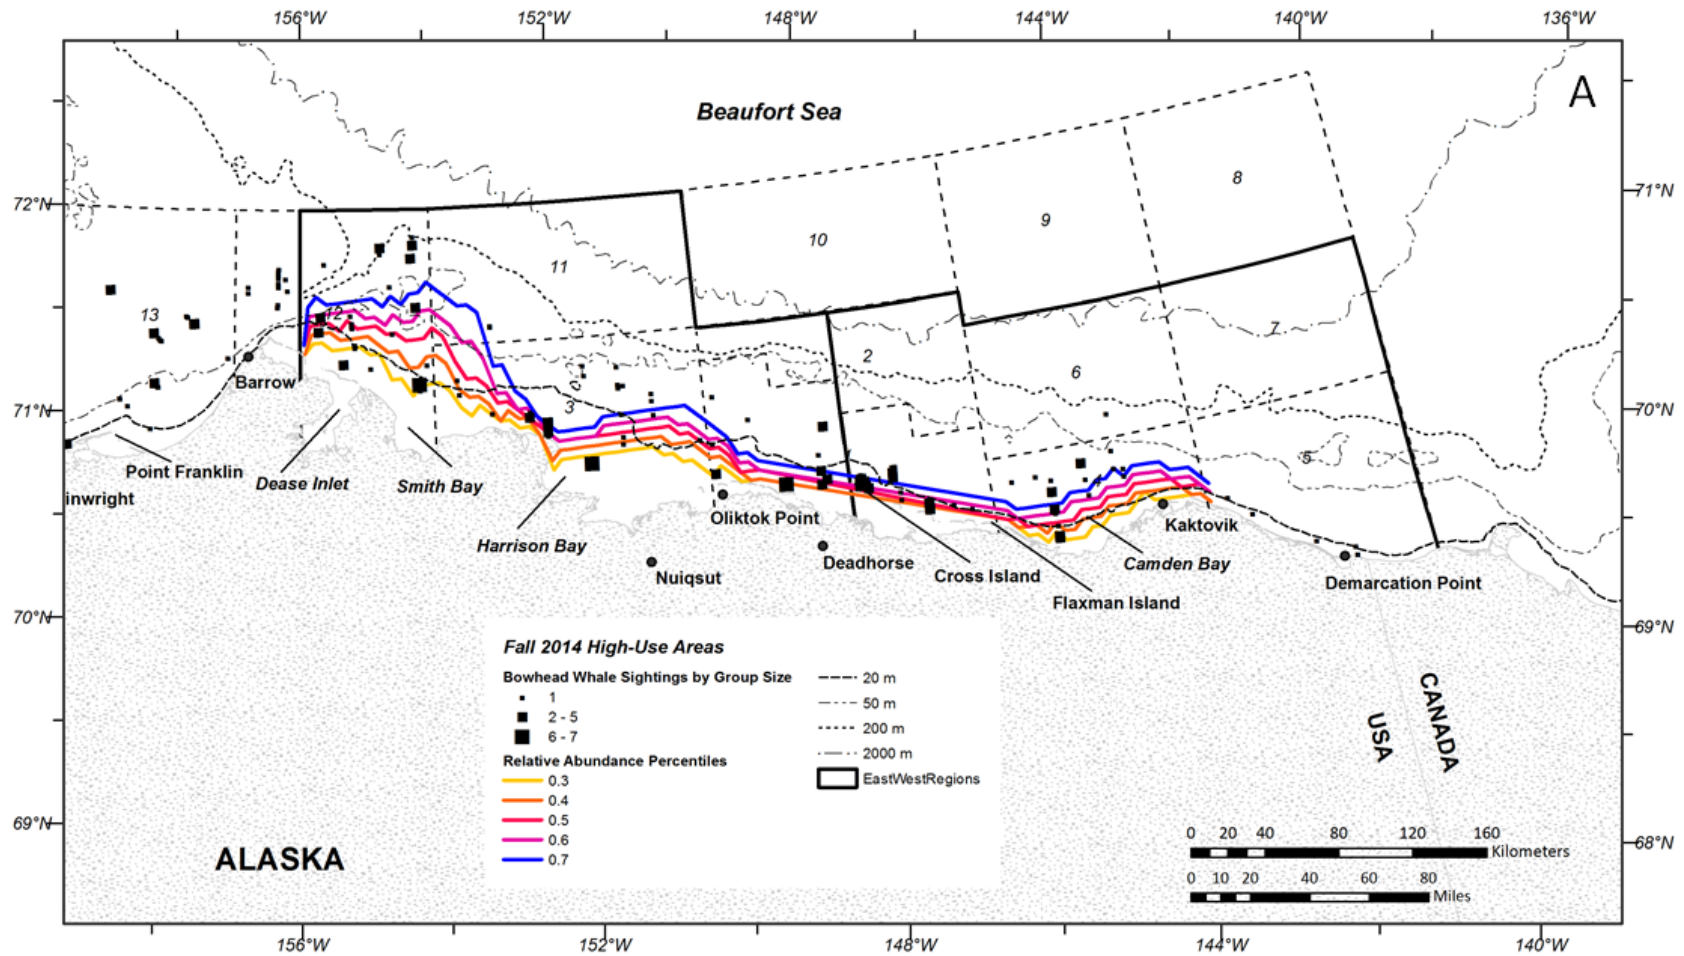 156°W 152°W 148°W 144°W 140°W 136°W
A
Beaufort Sea
8
72°N 71°N
9
10
11
13 12
7
2
6
Barrow
3
71°N 70°N
1
5
Point Franklin
Dease Inlet
Smith Bay
inwright
Oliktok Point
Kaktovik
Harrison Bay
Deadhorse
Camden Bay
Nuiqsut
Cross Island
Demarcation Point
Flaxman Island
70°N 69°N
Fall 2014 High-Use Areas
Bowhead Whale Sightings by Group Size
1
2 - 5
6 - 7
Relative Abundance Percentiles
0.3
0.4
0.5
0.6
0.7
20 m
50 m
200 m
2000 m
EastWestRegions
USA
CANADA
69°N 68°N
ALASKA
0 20 40 80 120 160
Kilometers
0 10 20 40 60 80
Miles
156°W 152°W 148°W 144°W 140°W